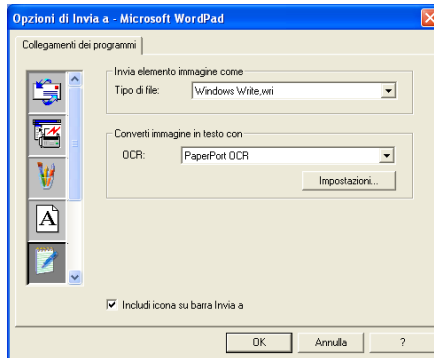 Opzioni di Invia a - Microsoft WordPad
Collegamenti dei programmi
Invia elemento immagine come
Tipo di file: Windows Write,wri
Converti immagine in testo con
OCR: PaperPort OCR
Impostazioni...
A
Includi icona su barra Invia a
OK Annulla ?